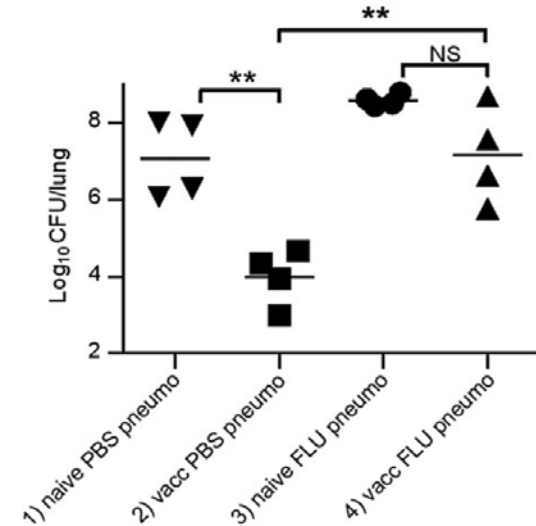 **
NS
**
8
6
4
2
Log10CFU/lung
1) naive PBS pneumo
2) vacc PBS pneumo
3) naive FLU pneumo
4) vacc FLU pneumo